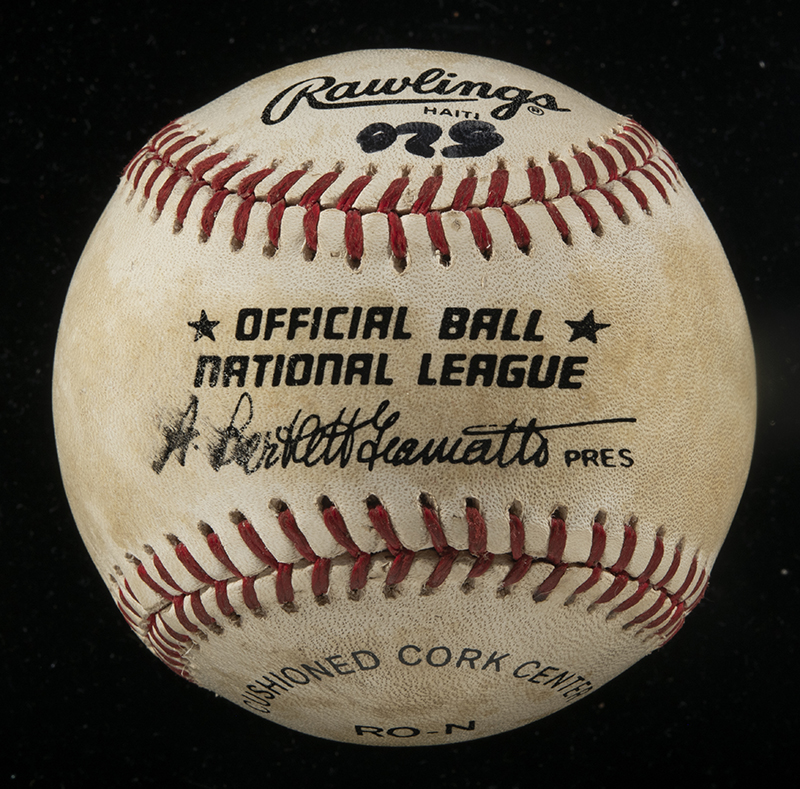 Rawlings ®
HAITI
★ OFFICIAL BALL ★
NATIONAL LEAGUE
A. Bartlett Giamatti PRES
CUSHIONED CORK CENTER
RO-N